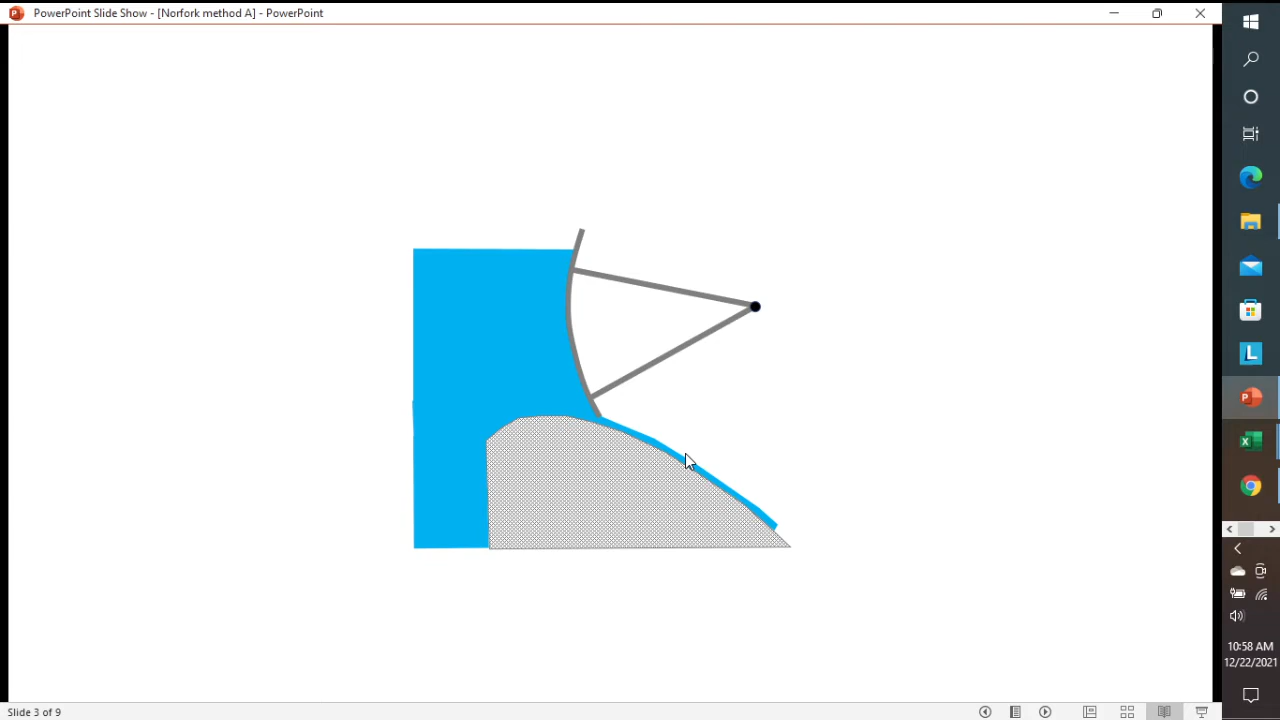 PowerPoint Slide Show - [Norfork method A] - PowerPoint
10:58 AM
12/22/2021
Slide 3 of 9